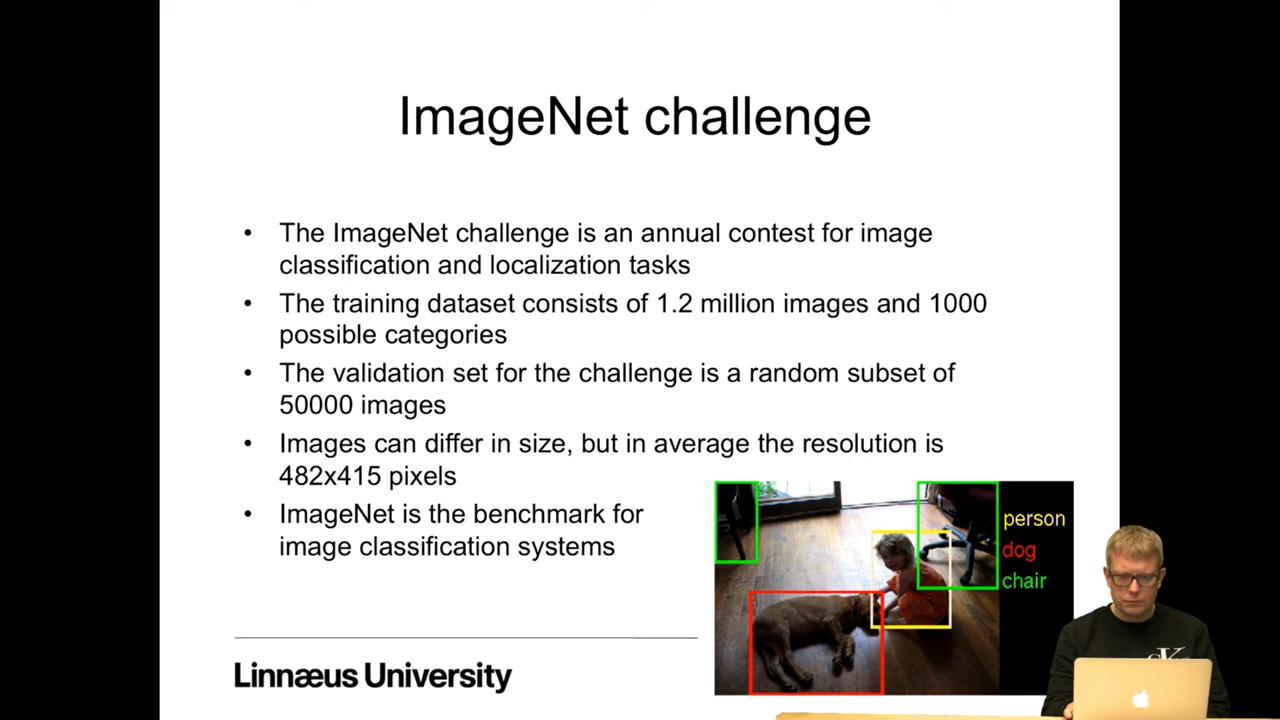 ImageNet challenge
• The ImageNet challenge is an annual contest for image
classification and localization tasks
• The training dataset consists of 1.2 million images and 1000
possible categories
• The validation set for the challenge is a random subset of
50000 images
• Images can differ in size, but in average the resolution is
482x415 pixels
• ImageNet is the benchmark for
image classification systems
person
dog
chair
Linnæus University